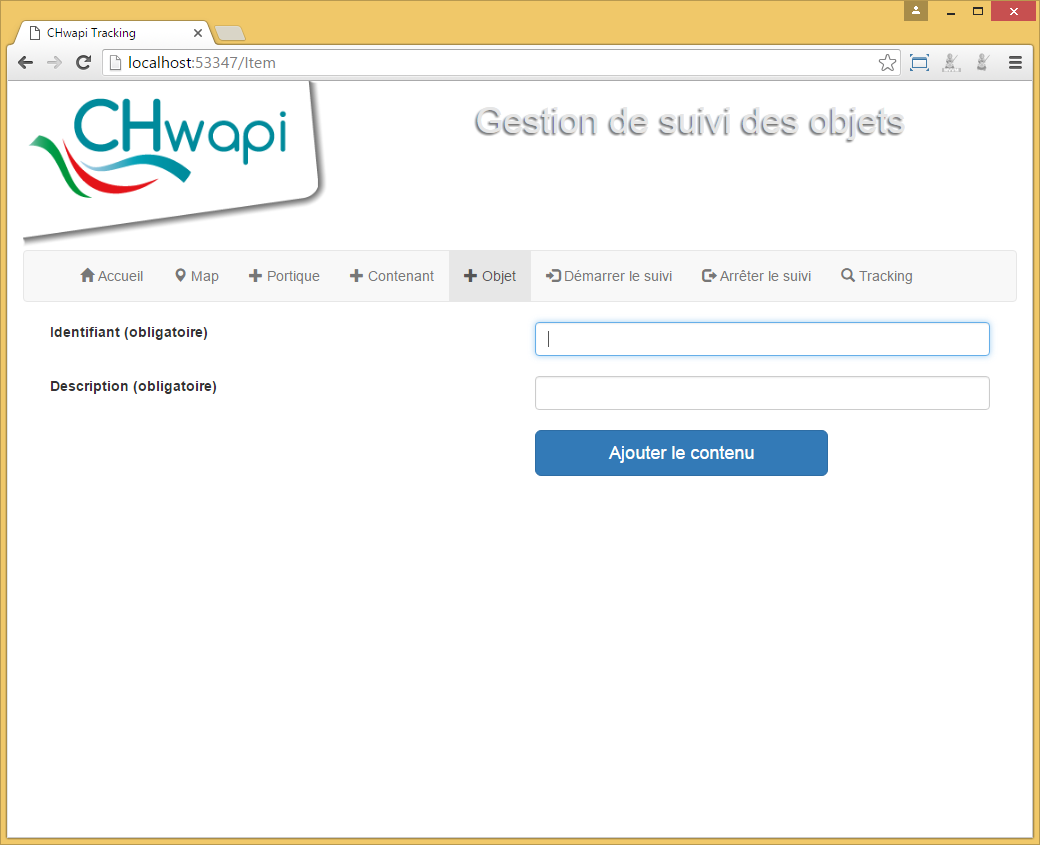 CHwapi Tracking
localhost:53347/Item
CHwapi
Gestion de suivi des objets
Accueil Map Portique Contenant Objet Démarrer le suivi Arrêter le suivi Tracking
Identifiant (obligatoire)
Description (obligatoire)
Ajouter le contenu